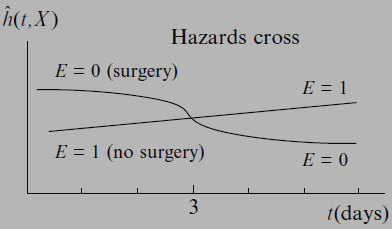 ĥ(t,X)
Hazards cross
E = 0 (surgery)
E = 1
E = 1 (no surgery)
E = 0
3
t(days)